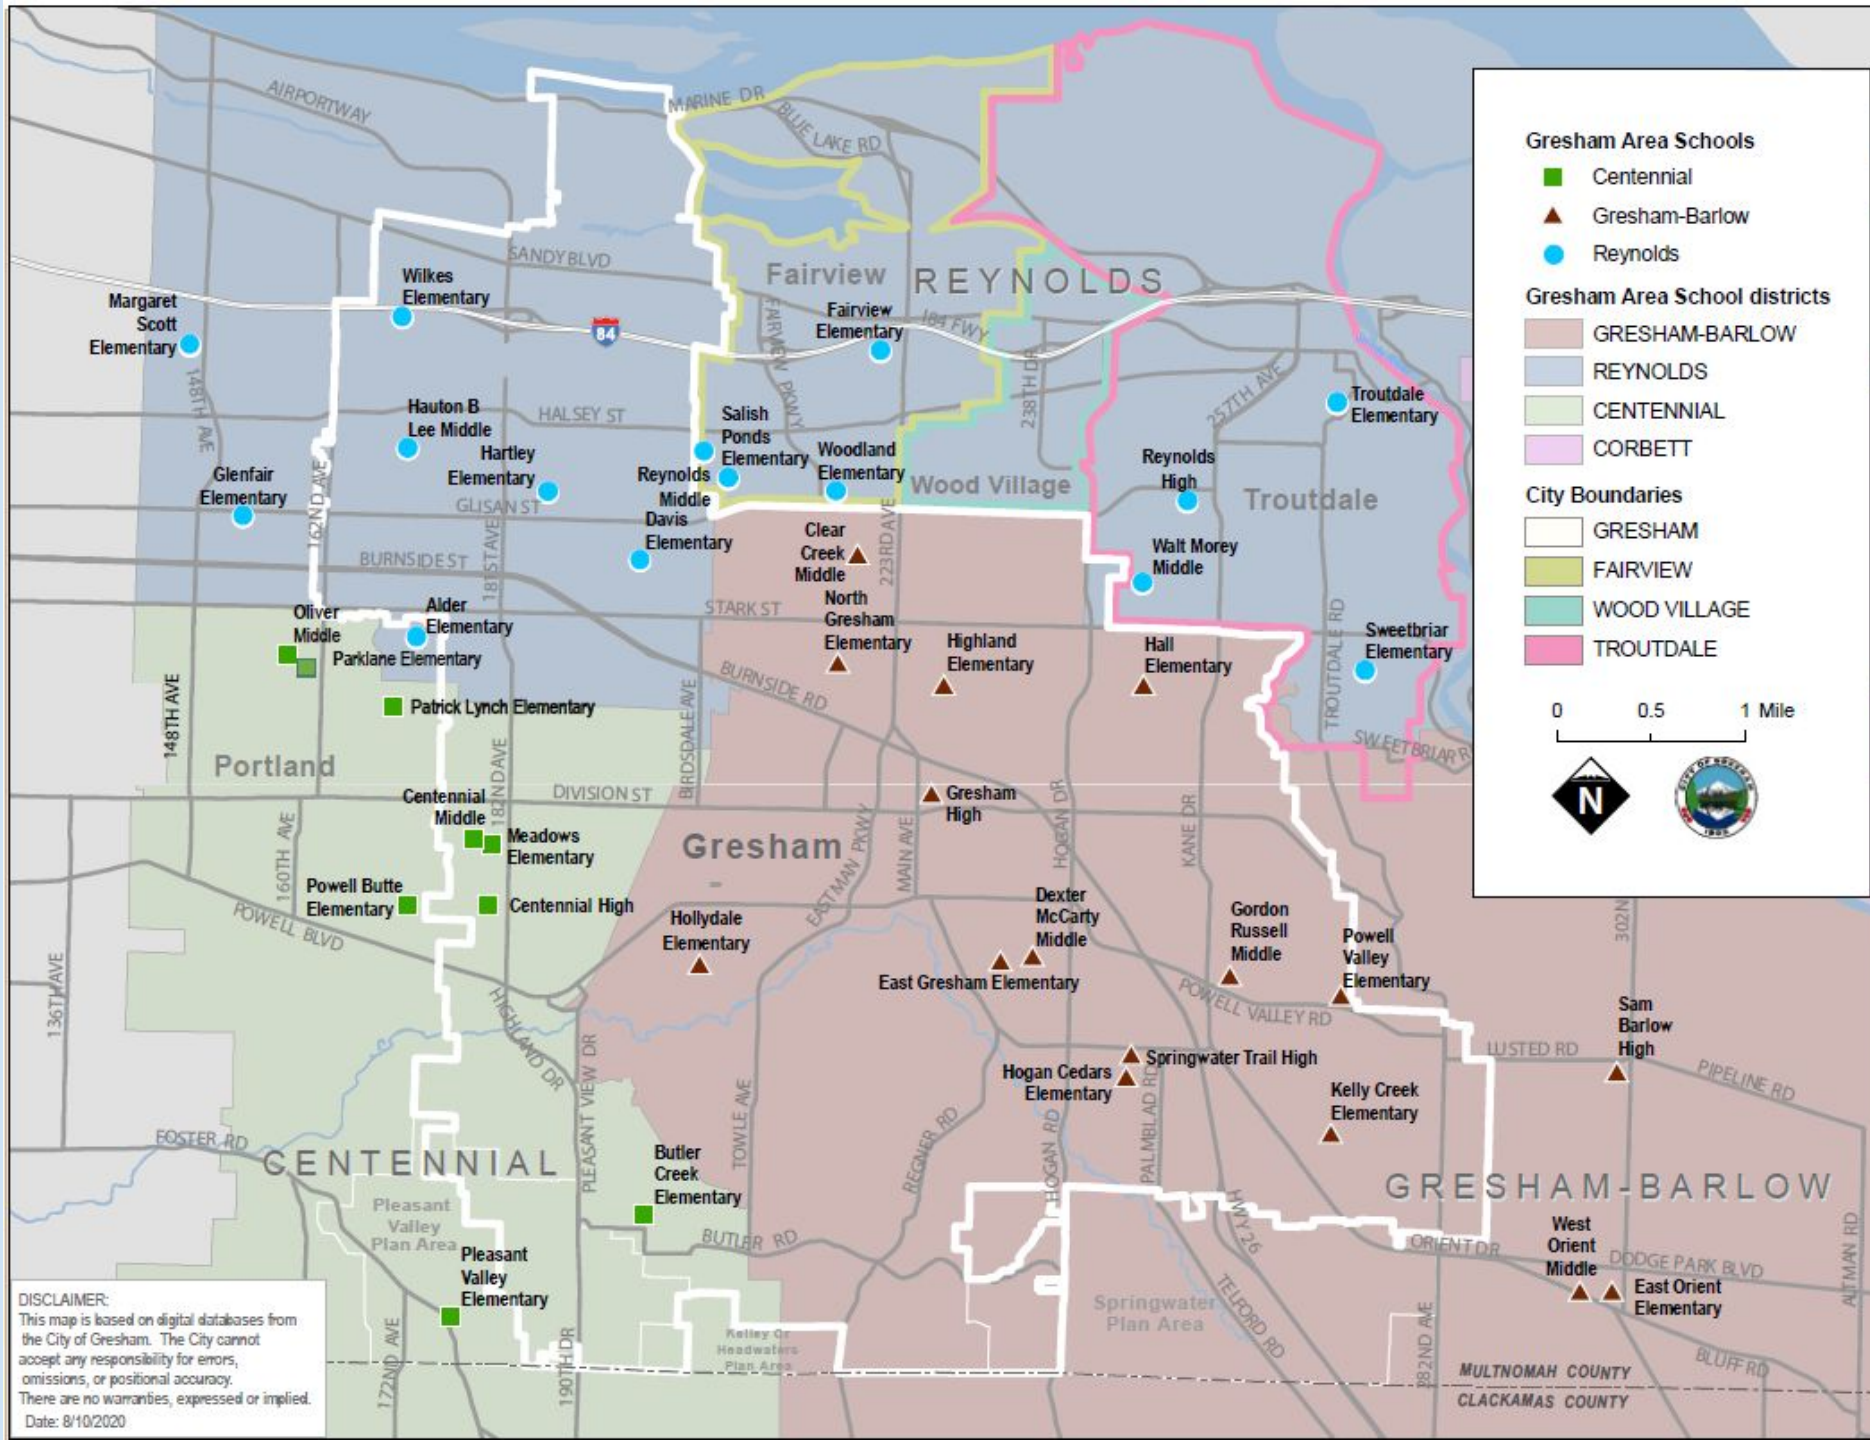 AIRPORTWAY
MARINE DR
BLUE LAKE RD
SANDY BLVD
Fairview
REYNOLDS
Wilkes
Elementary
Margaret
Scott
Elementary
84
Fairview
Elementary
I84 FWY
FAIRVIEW PKWY
238TH DR
257TH AVE
148TH AVE
Troutdale
Elementary
HALSEY ST
Hauton B
Lee Middle
Hartley
Elementary
Salish
Ponds
Elementary
Woodland
Elementary
Reynolds
Middle
Wood Village
Reynolds
High
Troutdale
Glenfair
Elementary
GLISAN ST
162ND AVE
181ST AVE
Davis
Elementary
Clear
Creek
Middle
223RD AVE
Walt Morey
Middle
BURNSIDE ST
STARK ST
North
Gresham
Elementary
Highland
Elementary
Hall
Elementary
TROUTDALE RD
Sweetbriar
Elementary
Oliver
Middle
Alder
Elementary
Parklane Elementary
Patrick Lynch Elementary
BURNSIDE RD
148TH AVE
BIRDSDALE AVE
Portland
SWEETBRIAR R
Centennial
Middle
182ND AVE
DIVISION ST
Gresham
High
HOGAN DR
KANE DR
Meadows
Elementary
Gresham
EASTMAN PKWY
MAIN AVE
160TH AVE
Powell Butte
Elementary
Centennial High
POWELL BLVD
Hollydale
Elementary
Dexter
McCarty
Middle
East Gresham Elementary
Gordon
Russell
Middle
Powell
Valley
Elementary
302N
136TH AVE
HIGHLAND DR
POWELL VALLEY RD
Sam
Barlow
High
LUSTED RD
PIPELINE RD
PLEASANT VIEW DR
TOWLE AVE
REGNER RD
Springwater Trail High
Hogan Cedars
Elementary
HOGAN RD
PALMBLAD RD
Kelly Creek
Elementary
FOSTER RD
CENTENNIAL
Butler
Creek
Elementary
GRESHAM-BARLOW
Pleasant
Valley
Plan Area
BUTLER RD
HWY 26
ORIENT DR
West
Orient
Middle
DODGE PARK BLVD
ALTMAN RD
Pleasant
Valley
Elementary
East Orient
Elementary
Springwater
Plan Area
TELFORD RD
282ND AVE
BLUFF RD
Kelley Cr
Headwaters
Plan Area
172ND AVE
190TH DR
MULTNOMAH COUNTY
CLACKAMAS COUNTY
DISCLAIMER:
This map is based on digital databases from
the City of Gresham. The City cannot
accept any responsibility for errors,
omissions, or positional accuracy.
There are no warranties, expressed or implied.
Date: 8/10/2020
Gresham Area Schools
Centennial
Gresham-Barlow
Reynolds
Gresham Area School districts
GRESHAM-BARLOW
REYNOLDS
CENTENNIAL
CORBETT
City Boundaries
GRESHAM
FAIRVIEW
WOOD VILLAGE
TROUTDALE
0 0.5 1 Mile
N
CITY OF GRESHAM
1905